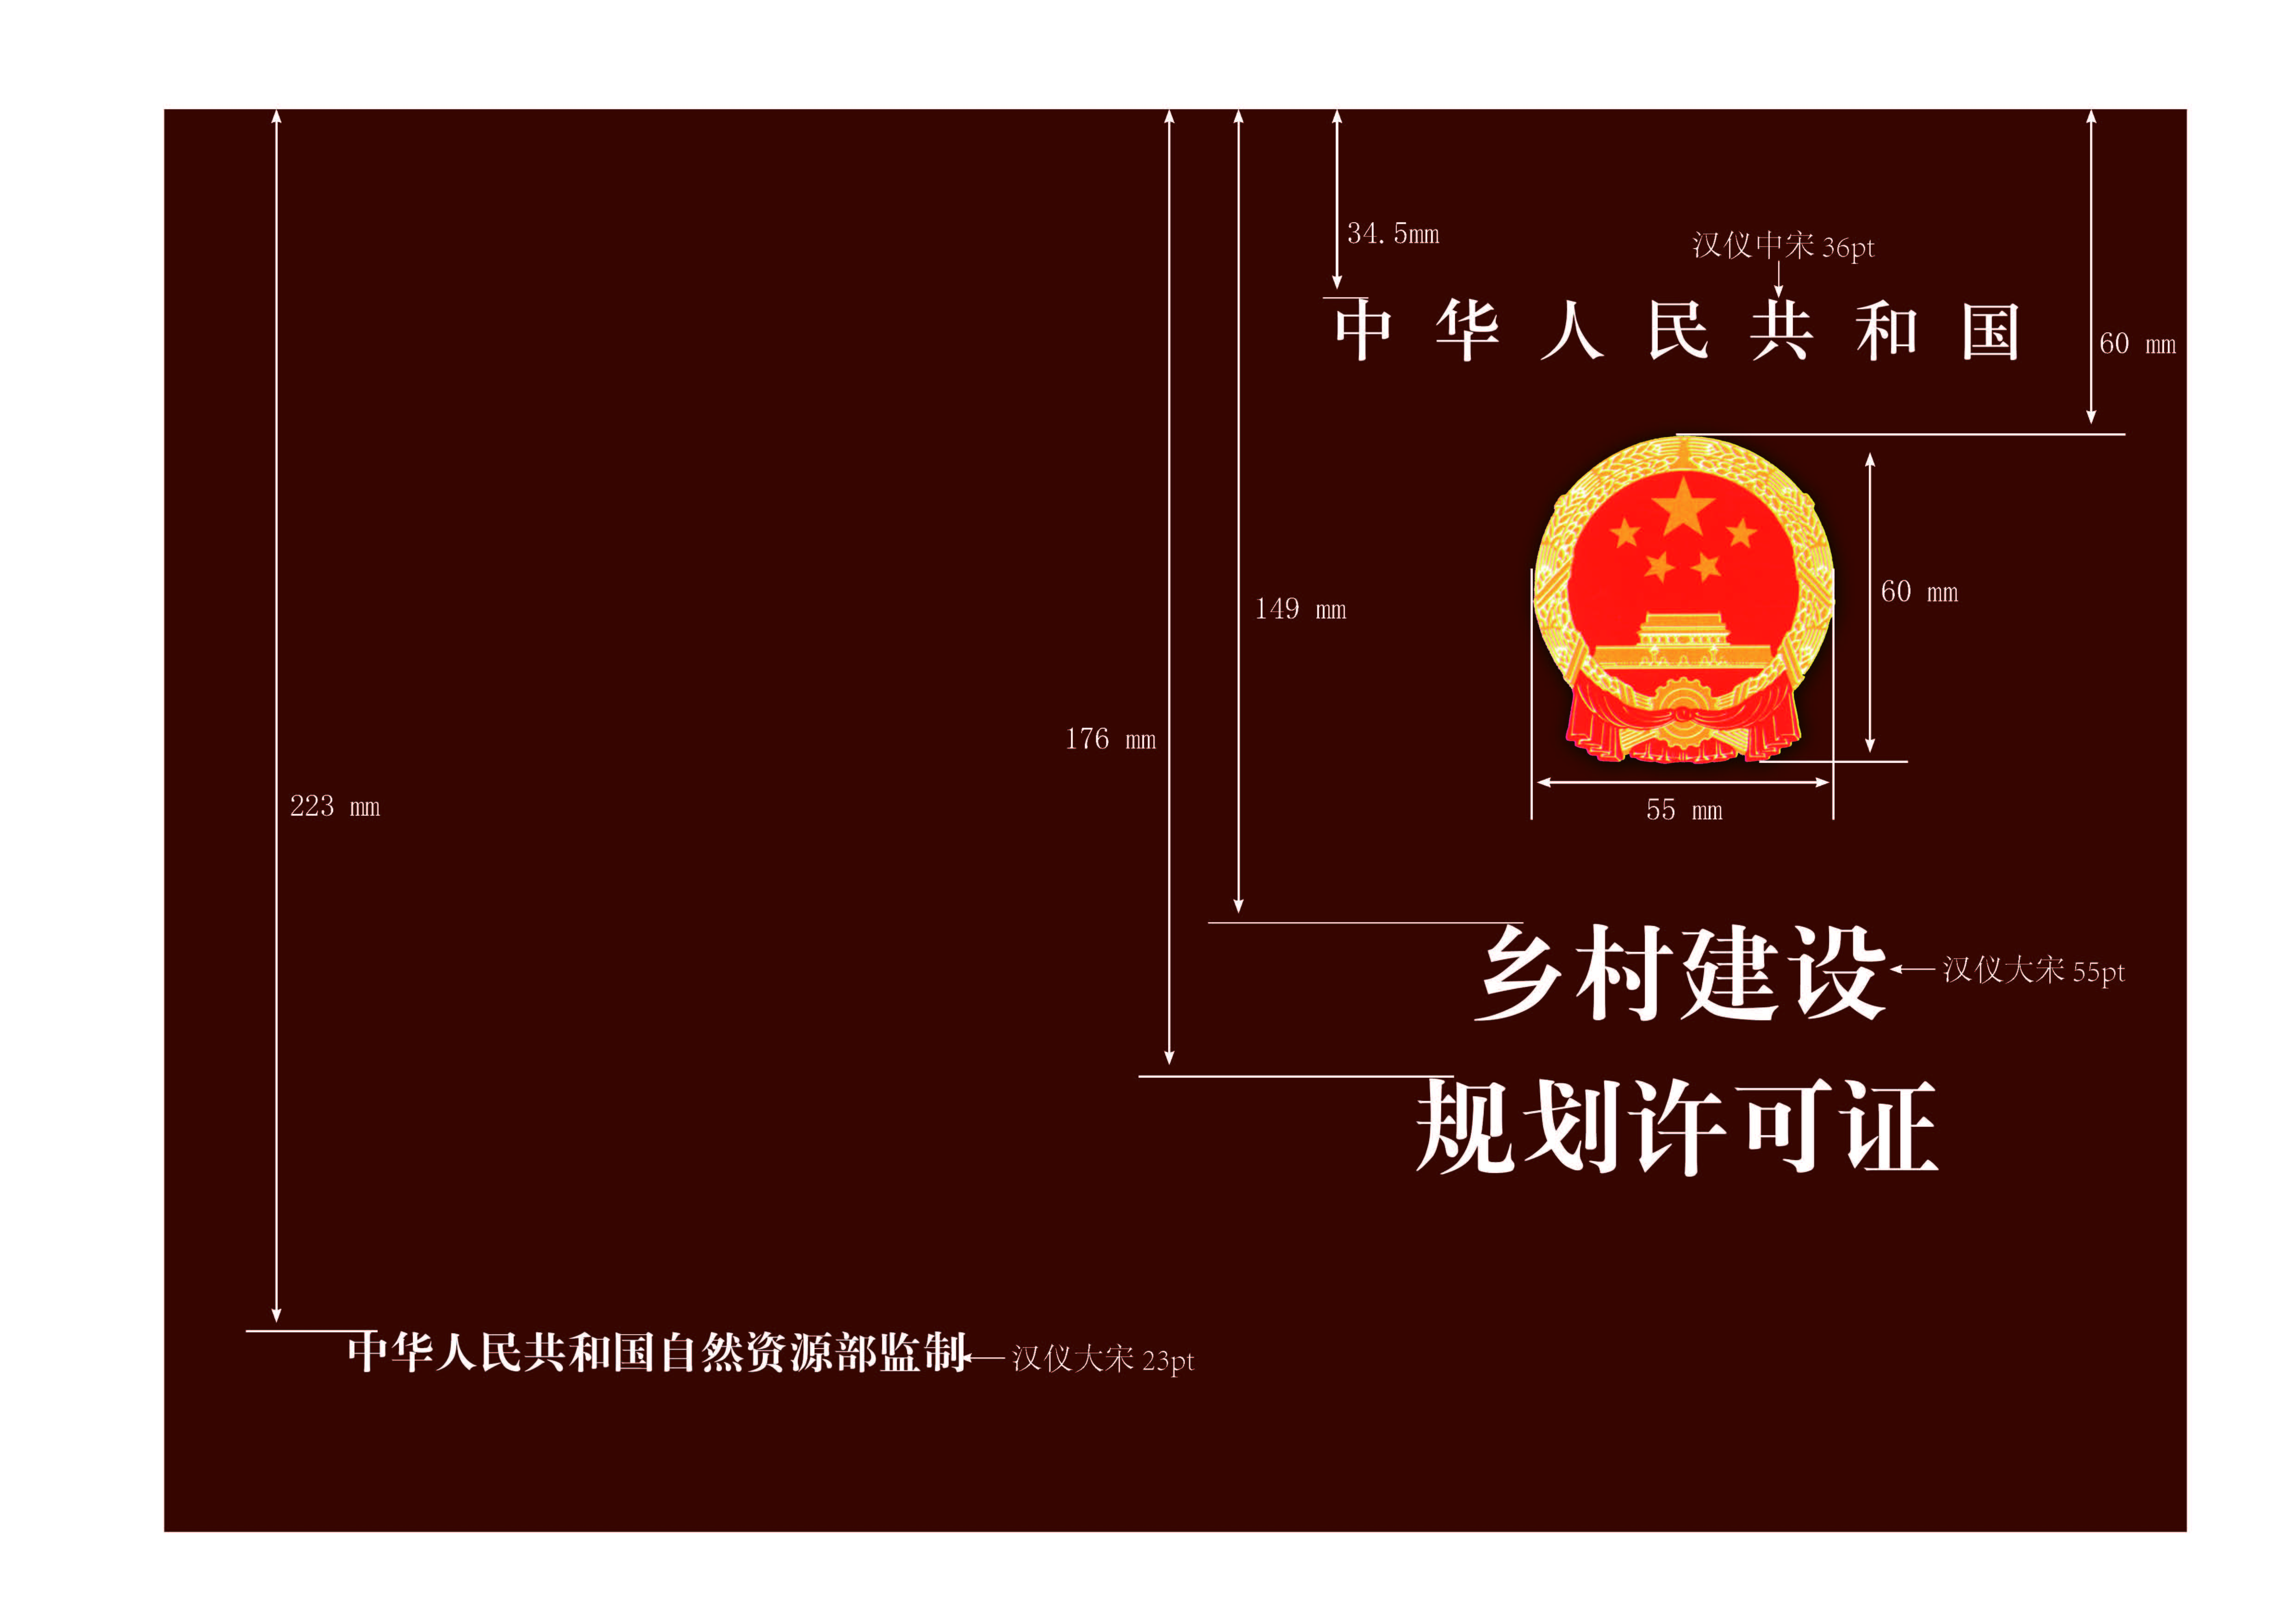 34.5mm
汉仪中宋 36pt
中华人民共和国
60 mm
60 mm
149 mm
55 mm
176 mm
223 mm
乡村建设
汉仪大宋 55pt
规划许可证
中华人民共和国自然资源部监制
汉仪大宋 23pt